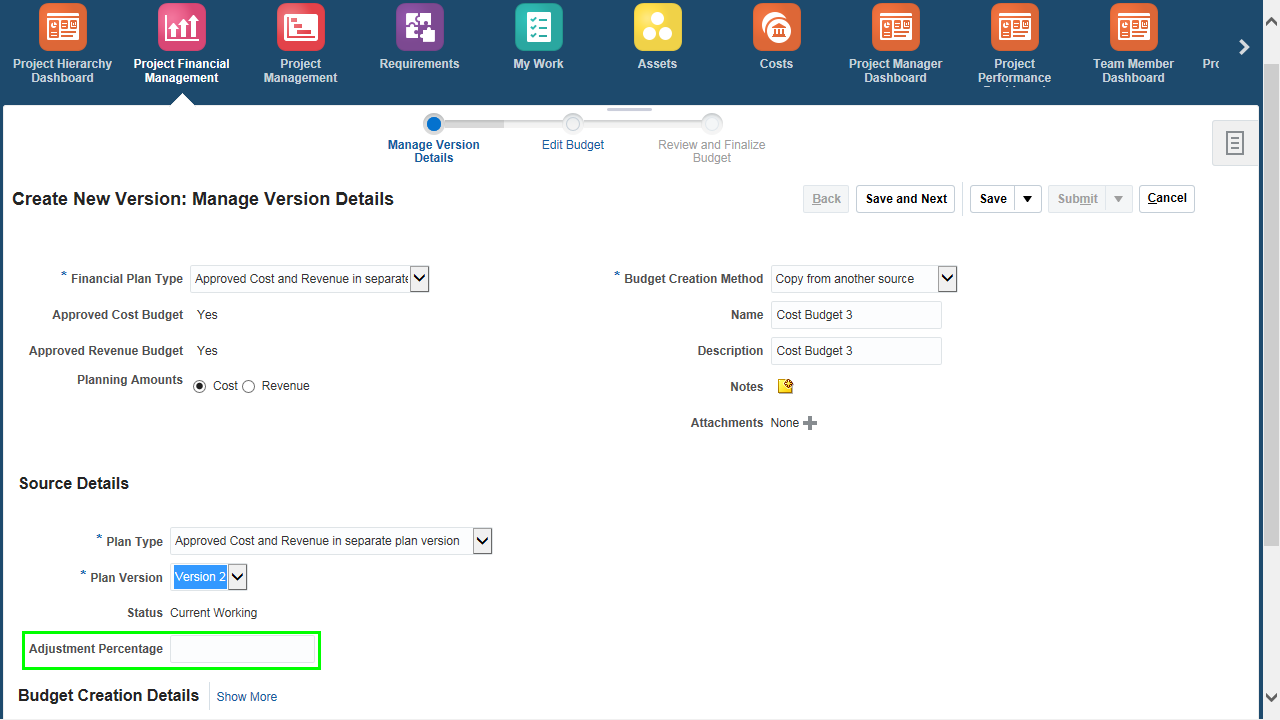 Project Hierarchy
Dashboard
Project Financial
Management
Project
Management
Requirements
My Work
Assets
Costs
Project Manager
Dashboard
Project
Performance
Team Member
Dashboard
Manage Version
Details
Edit Budget
Review and Finalize
Budget
Create New Version: Manage Version Details
Back
Save and Next
Save
Submit
Cancel
* Financial Plan Type Approved Cost and Revenue in separate
Approved Cost Budget Yes
Approved Revenue Budget Yes
Planning Amounts Cost Revenue
* Budget Creation Method Copy from another source
Name Cost Budget 3
Description Cost Budget 3
Notes
Attachments None
Source Details
* Plan Type Approved Cost and Revenue in separate plan version
* Plan Version Version 2
Status Current Working
Adjustment Percentage
Budget Creation Details Show More